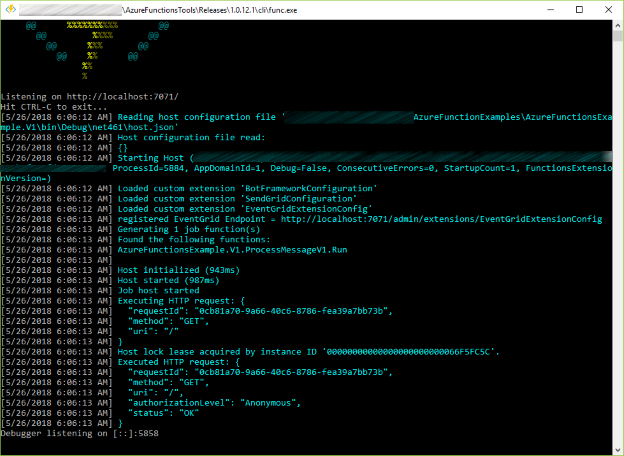 \AzureFunctionsTools\Releases\1.0.12.1\cli\func.exe
@@ %%%%%%%%%% @@
@@ %%%% @@
@@ %%% @@
@@ %% @@
%%
%
Listening on http://localhost:7071/
Hit CTRL-C to exit...
[5/26/2018 6:06:12 AM] Reading host configuration file ' AzureFunctionExamples\AzureFunctionsExa
mple.V1\bin\Debug\net461\host.json'
[5/26/2018 6:06:12 AM] Host configuration file read:
[5/26/2018 6:06:12 AM] {}
[5/26/2018 6:06:12 AM] Starting Host (
ProcessId=5884, AppDomainId=1, Debug=False, ConsecutiveErrors=0, StartupCount=1, FunctionsExtensio
nVersion=)
[5/26/2018 6:06:12 AM] Loaded custom extension 'BotFrameworkConfiguration'
[5/26/2018 6:06:12 AM] Loaded custom extension 'SendGridConfiguration'
[5/26/2018 6:06:12 AM] Loaded custom extension 'EventGridExtensionConfig'
[5/26/2018 6:06:13 AM] registered EventGrid Endpoint = http://localhost:7071/admin/extensions/EventGridExtensionConfig
[5/26/2018 6:06:13 AM] Generating 1 job function(s)
[5/26/2018 6:06:13 AM] Found the following functions:
[5/26/2018 6:06:13 AM] AzureFunctionsExample.V1.ProcessMessageV1.Run
[5/26/2018 6:06:13 AM]
[5/26/2018 6:06:13 AM] Host initialized (943ms)
[5/26/2018 6:06:13 AM] Host started (987ms)
[5/26/2018 6:06:13 AM] Job host started
[5/26/2018 6:06:13 AM] Executing HTTP request: {
[5/26/2018 6:06:13 AM] "requestId": "0cb81a70-9a66-40c6-8786-fea39a7bb73b",
[5/26/2018 6:06:13 AM] "method": "GET",
[5/26/2018 6:06:13 AM] "uri": "/"
[5/26/2018 6:06:13 AM] }
[5/26/2018 6:06:13 AM] Host lock lease acquired by instance ID '000000000000000000000000066F5FC5C'.
[5/26/2018 6:06:13 AM] Executed HTTP request: {
[5/26/2018 6:06:13 AM] "requestId": "0cb81a70-9a66-40c6-8786-fea39a7bb73b",
[5/26/2018 6:06:13 AM] "method": "GET",
[5/26/2018 6:06:13 AM] "uri": "/",
[5/26/2018 6:06:13 AM] "authorizationLevel": "Anonymous",
[5/26/2018 6:06:13 AM] "status": "OK"
[5/26/2018 6:06:13 AM] }
Debugger listening on [::]:5858